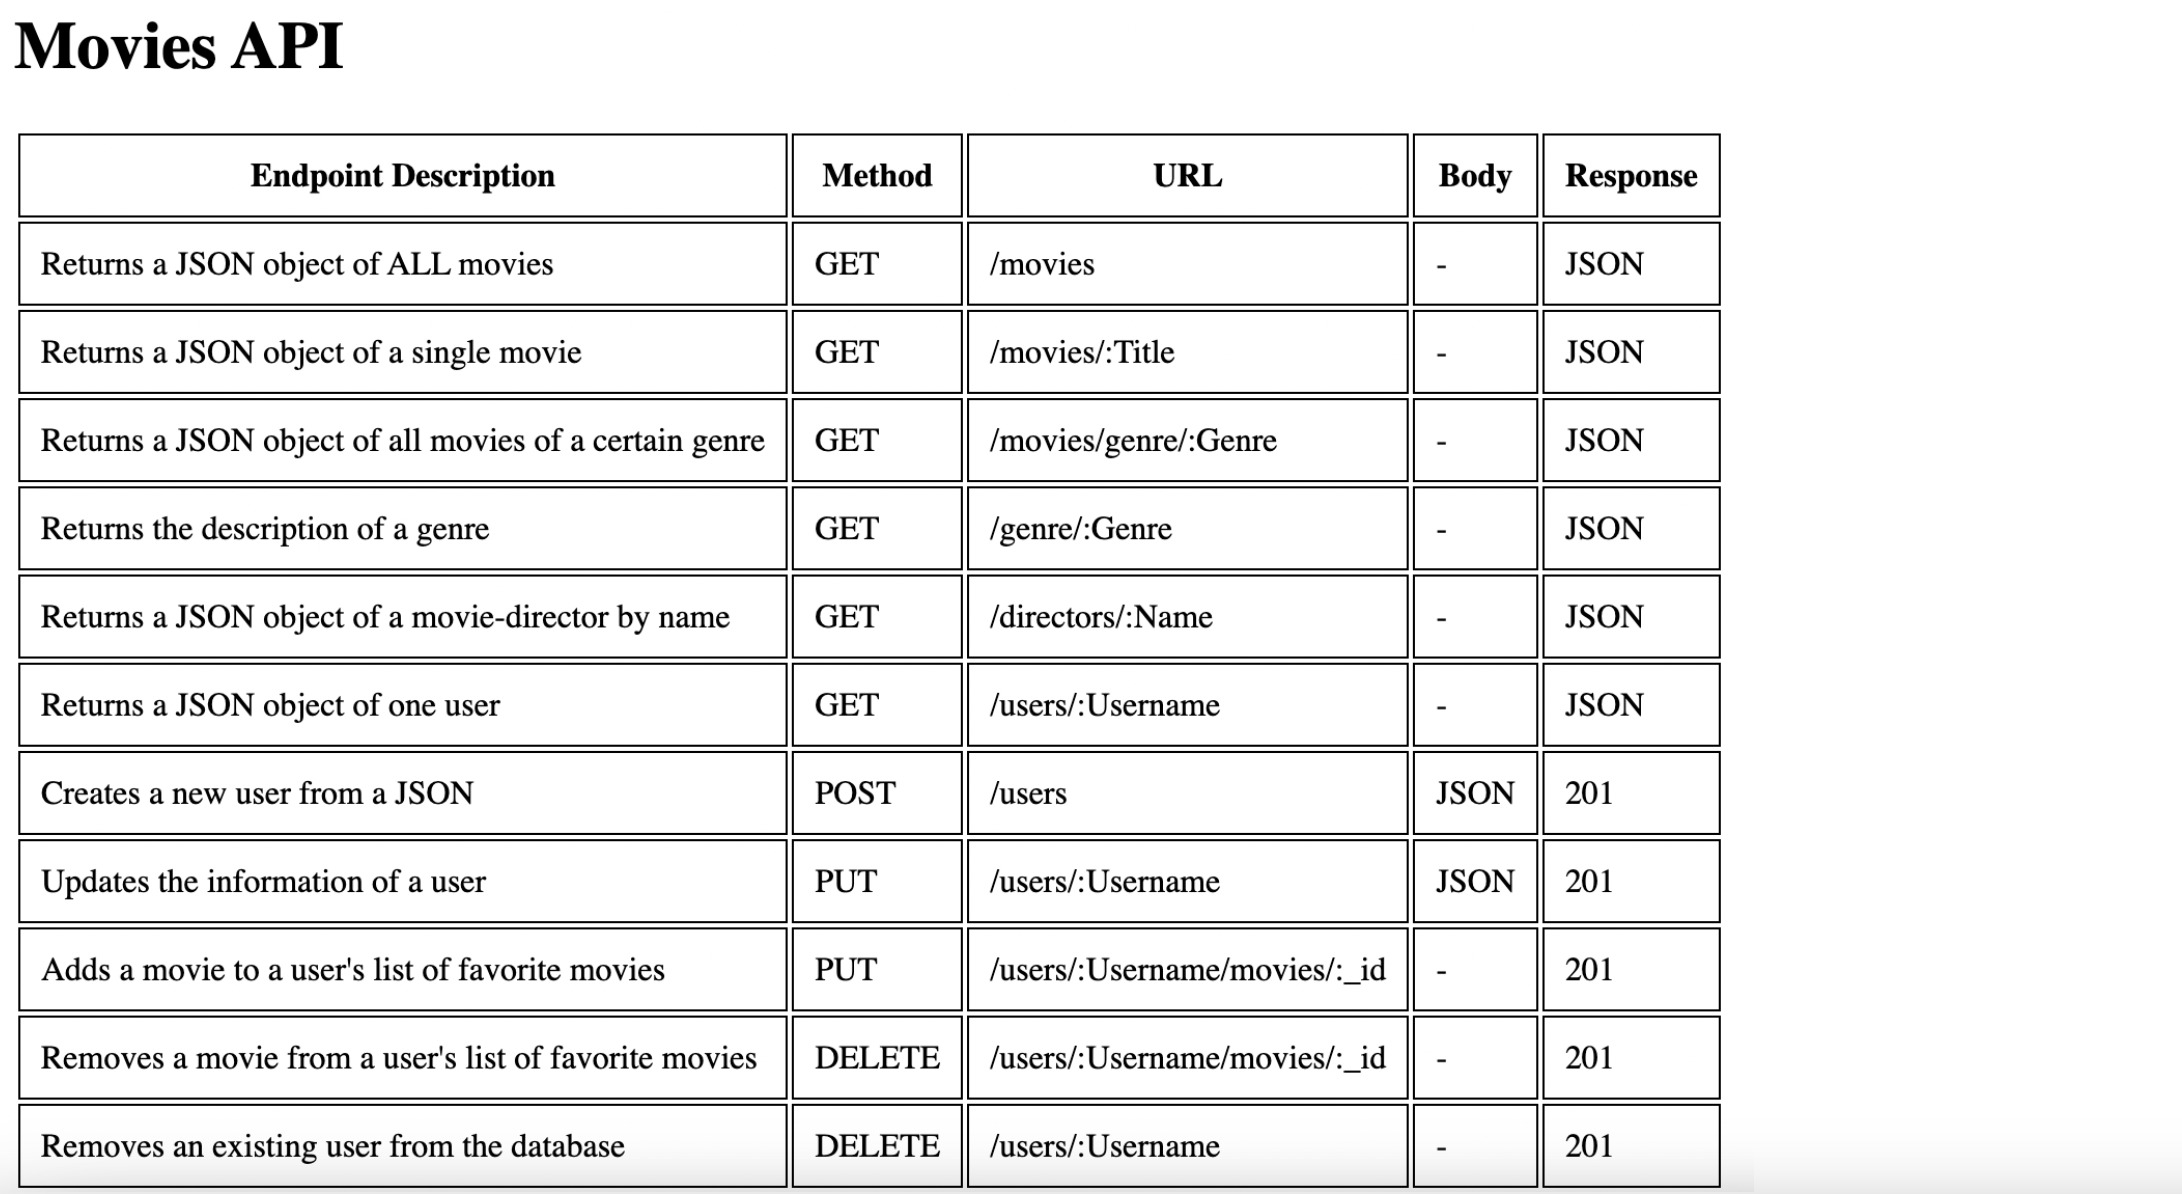 Movies API
Endpoint Description Method URL Body Response
Returns a JSON object of ALL movies GET /movies - JSON
Returns a JSON object of a single movie GET /movies/:Title - JSON
Returns a JSON object of all movies of a certain genre GET /movies/genre/:Genre - JSON
Returns the description of a genre GET /genre/:Genre - JSON
Returns a JSON object of a movie-director by name GET /directors/:Name - JSON
Returns a JSON object of one user GET /users/:Username - JSON
Creates a new user from a JSON POST /users JSON 201
Updates the information of a user PUT /users/:Username JSON 201
Adds a movie to a user's list of favorite movies PUT /users/:Username/movies/:_id - 201
Removes a movie from a user's list of favorite movies DELETE /users/:Username/movies/:_id - 201
Removes an existing user from the database DELETE /users/:Username - 201